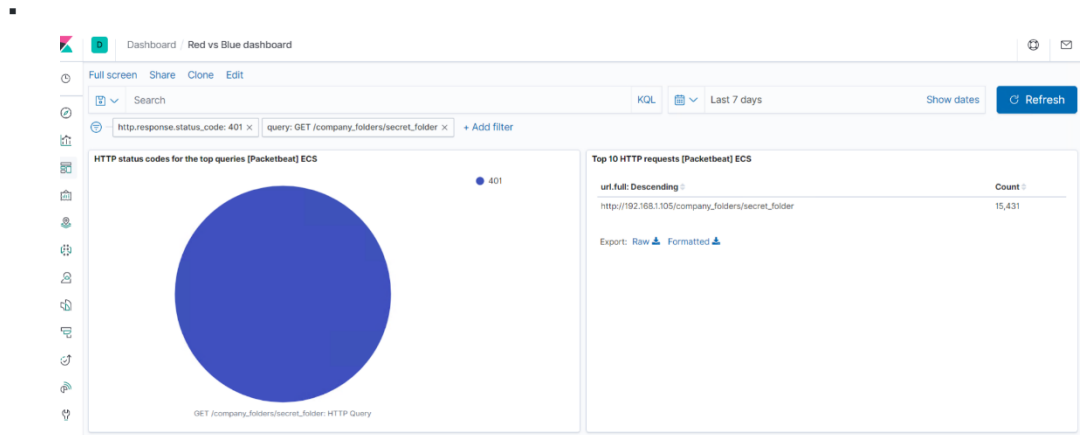 D Dashboard / Red vs Blue dashboard
Full screen Share Clone Edit
Search KQL Last 7 days Show dates Refresh
http.response.status_code: 401 × query: GET /company_folders/secret_folder × + Add filter
HTTP status codes for the top queries [Packetbeat] ECS
401
GET /company_folders/secret_folder: HTTP Query
Top 10 HTTP requests [Packetbeat] ECS
url.full: Descending Count
http://192.168.1.105/company_folders/secret_folder 15,431
Export: Raw Formatted